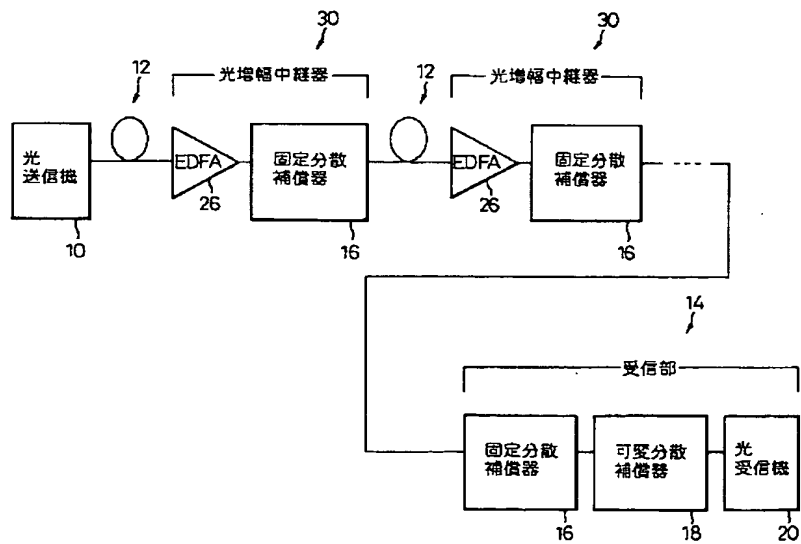 30
30
12
光増幅中継器
12
光増幅中継器
光
送信機
EDFA
固定分散
補償器
EDFA
固定分散
補償器
10
26
16
26
16
14
受信部
固定分散
補償器
可変分散
補償器
光
受信機
16
18
20